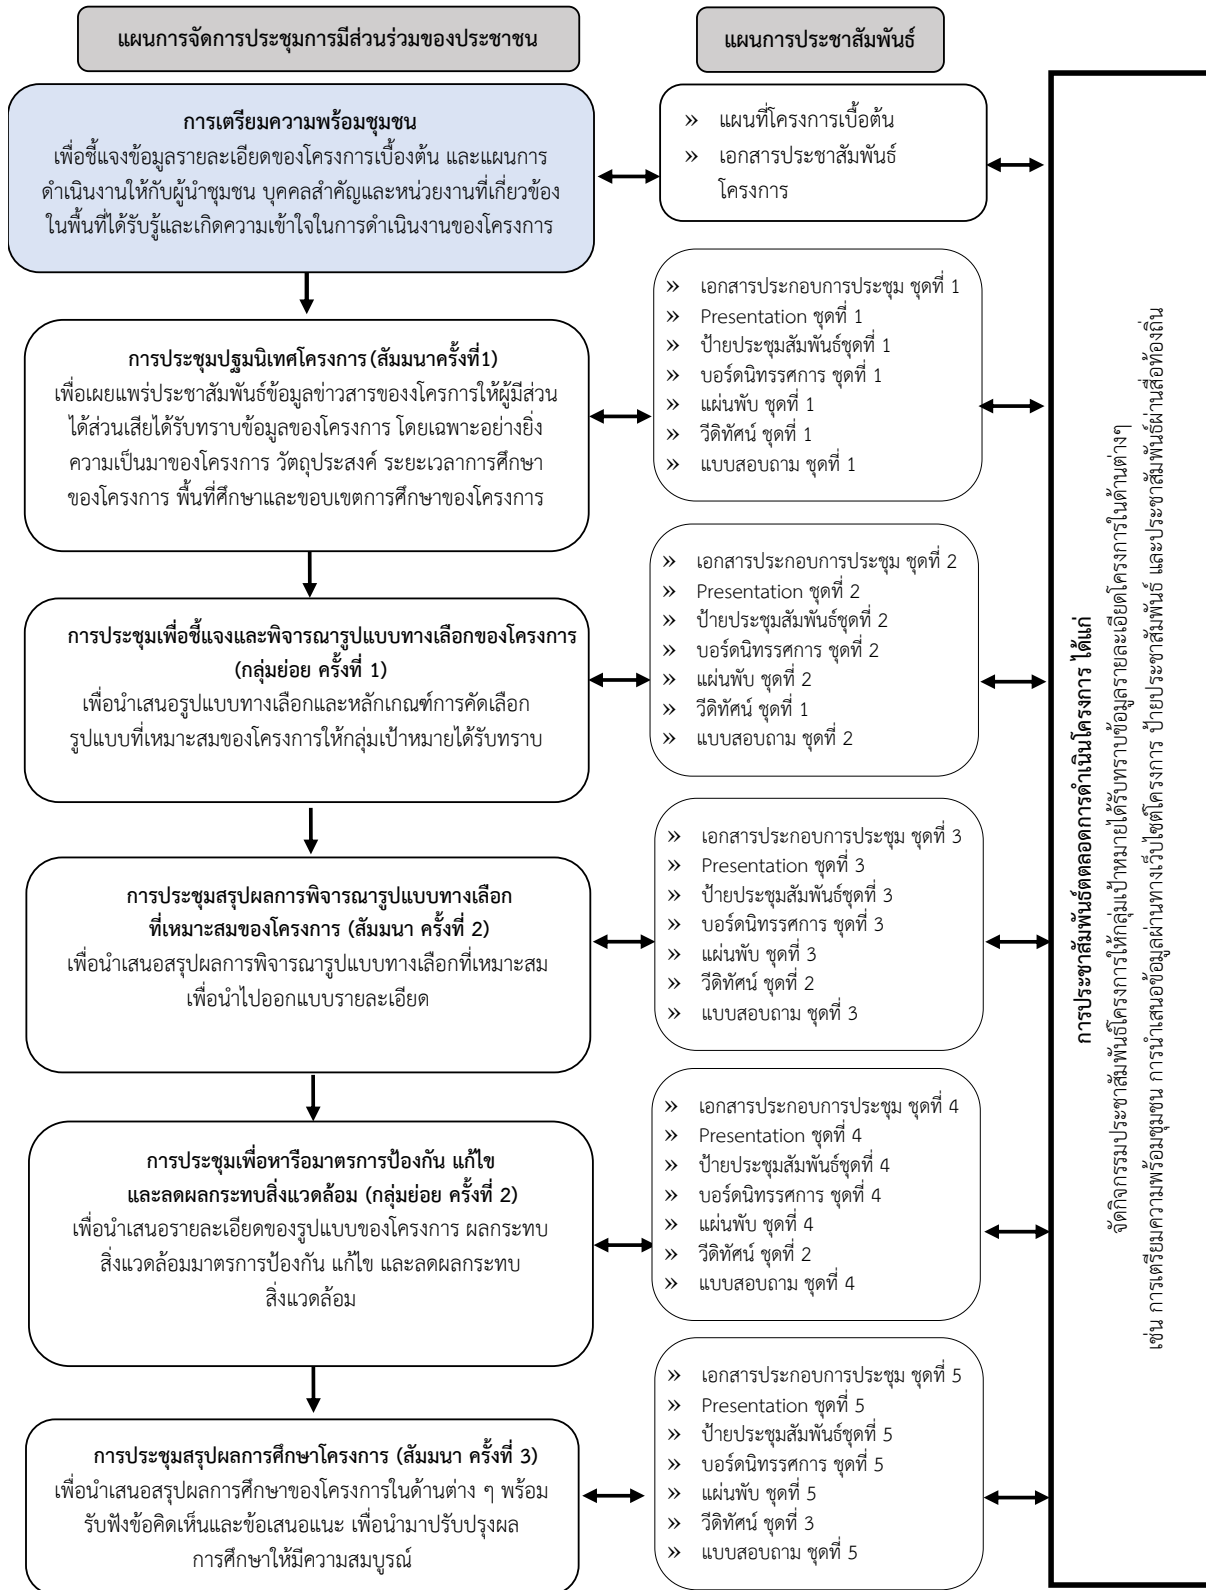 แผนการจัดการประชุมการมีส่วนร่วมของประชาชน
แผนการประชาสัมพันธ์
การเตรียมความพร้อมชุมชน
เพื่อชี้แจงข้อมูลรายละเอียดของโครงการเบื้องต้น และแผนการ
ดำเนินงานให้กับผู้นำชุมชน บุคคลสำคัญและหน่วยงานที่เกี่ยวข้อง
ในพื้นที่ได้รับรู้และเกิดความเข้าใจในการดำเนินงานของโครงการ
» แผนที่โครงการเบื้อต้น
» เอกสารประชาสัมพันธ์
โครงการ
การประชุมปฐมนิเทศโครงการ (สัมมนาครั้งที่1)
เพื่อเผยแพร่ประชาสัมพันธ์ข้อมูลข่าวสารของงโครการให้ผู้มีส่วน
ได้ส่วนเสียได้รับทราบข้อมูลของโครงการ โดยเฉพาะอย่างยิ่ง
ความเป็นมาของโครงการ วัตถุประสงค์ ระยะเวลาการศึกษา
ของโครงการ พื้นที่ศึกษาและขอบเขตการศึกษาของโครงการ
» เอกสารประกอบการประชุม ชุดที่ 1
» Presentation ชุดที่ 1
» ป้ายประชุมสัมพันธ์ชุดที่ 1
» บอร์ดนิทรรศการ ชุดที่ 1
» แผ่นพับ ชุดที่ 1
» วีดิทัศน์ ชุดที่ 1
» แบบสอบถาม ชุดที่ 1
การประชุมเพื่อชี้แจงและพิจารณารูปแบบทางเลือกของโครงการ
(กลุ่มย่อย ครั้งที่ 1)
เพื่อนำเสนอรูปแบบทางเลือกและหลักเกณฑ์การคัดเลือก
รูปแบบที่เหมาะสมของโครงการให้กลุ่มเป้าหมายได้รับทราบ
» เอกสารประกอบการประชุม ชุดที่ 2
» Presentation ชุดที่ 2
» ป้ายประชุมสัมพันธ์ชุดที่ 2
» บอร์ดนิทรรศการ ชุดที่ 2
» แผ่นพับ ชุดที่ 2
» วีดิทัศน์ ชุดที่ 1
» แบบสอบถาม ชุดที่ 2
การประชุมสรุปผลการพิจารณารูปแบบทางเลือก
ที่เหมาะสมของโครงการ (สัมมนา ครั้งที่ 2)
เพื่อนำเสนอสรุปผลการพิจารณารูปแบบทางเลือกที่เหมาะสม
เพื่อนำไปออกแบบรายละเอียด
» เอกสารประกอบการประชุม ชุดที่ 3
» Presentation ชุดที่ 3
» ป้ายประชุมสัมพันธ์ชุดที่ 3
» บอร์ดนิทรรศการ ชุดที่ 3
» แผ่นพับ ชุดที่ 3
» วีดิทัศน์ ชุดที่ 2
» แบบสอบถาม ชุดที่ 3
การประชุมเพื่อหารือมาตรการป้องกัน แก้ไข
และลดผลกระทบสิ่งแวดล้อม (กลุ่มย่อย ครั้งที่ 2)
เพื่อนำเสนอรายละเอียดของรูปแบบของโครงการ ผลกระทบ
สิ่งแวดล้อมมาตรการป้องกัน แก้ไข และลดผลกระทบ
สิ่งแวดล้อม
» เอกสารประกอบการประชุม ชุดที่ 4
» Presentation ชุดที่ 4
» ป้ายประชุมสัมพันธ์ชุดที่ 4
» บอร์ดนิทรรศการ ชุดที่ 4
» แผ่นพับ ชุดที่ 4
» วีดิทัศน์ ชุดที่ 2
» แบบสอบถาม ชุดที่ 4
การประชุมสรุปผลการศึกษาโครงการ (สัมมนา ครั้งที่ 3)
เพื่อนำเสนอสรุปผลการศึกษาของโครงการในด้านต่าง ๆ พร้อม
รับฟังข้อคิดเห็นและข้อเสนอแนะ เพื่อนำมาปรับปรุงผล
การศึกษาให้มีความสมบูรณ์
» เอกสารประกอบการประชุม ชุดที่ 5
» Presentation ชุดที่ 5
» ป้ายประชุมสัมพันธ์ชุดที่ 5
» บอร์ดนิทรรศการ ชุดที่ 5
» แผ่นพับ ชุดที่ 5
» วีดิทัศน์ ชุดที่ 3
» แบบสอบถาม ชุดที่ 5
การประชาสัมพันธ์ตลอดการดำเนินโครงการ ได้แก่
จัดกิจกรรมประชาสัมพันธ์โครงการให้กลุ่มเป้าหมายได้รับทราบข้อมูลรายละเอียดโครงการในด้านต่างๆ
เช่น การเตรียมความพร้อมชุมชน การนำเสนอข้อมูลผ่านทางเว็บไซต์โครงการ ป้ายประชาสัมพันธ์ และประชาสัมพันธ์ผ่านสื่อท้องถิ่น